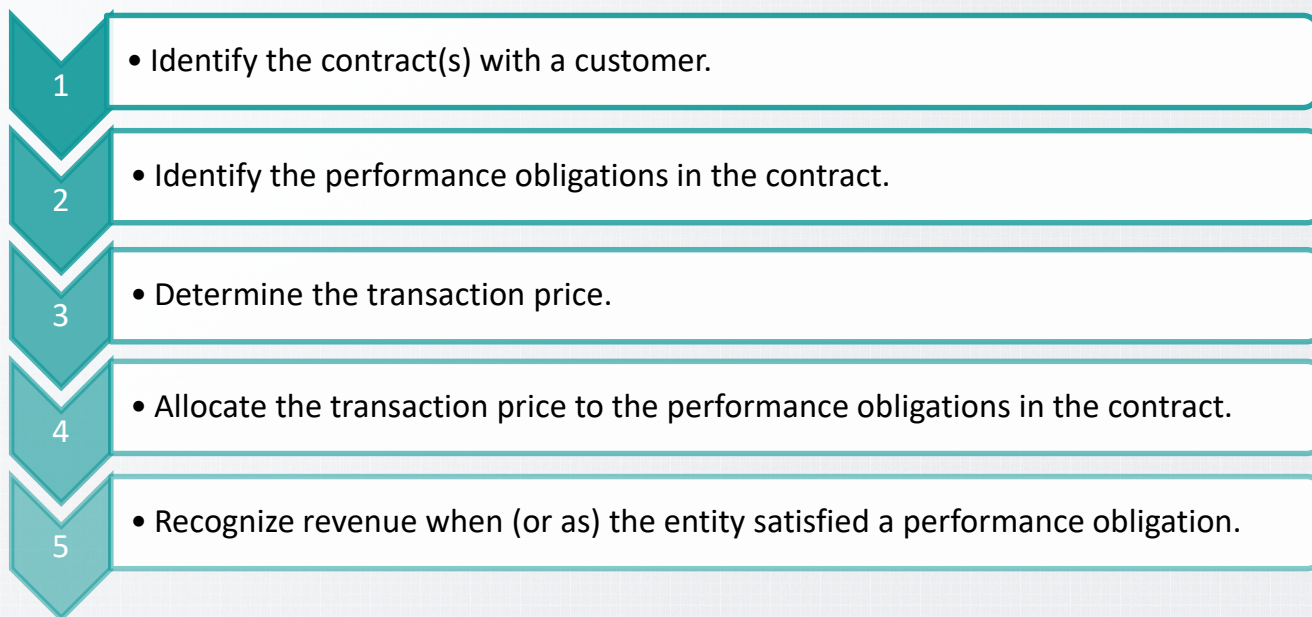 1
• Identify the contract(s) with a customer.
2
• Identify the performance obligations in the contract.
3
• Determine the transaction price.
4
• Allocate the transaction price to the performance obligations in the contract.
5
• Recognize revenue when (or as) the entity satisfied a performance obligation.